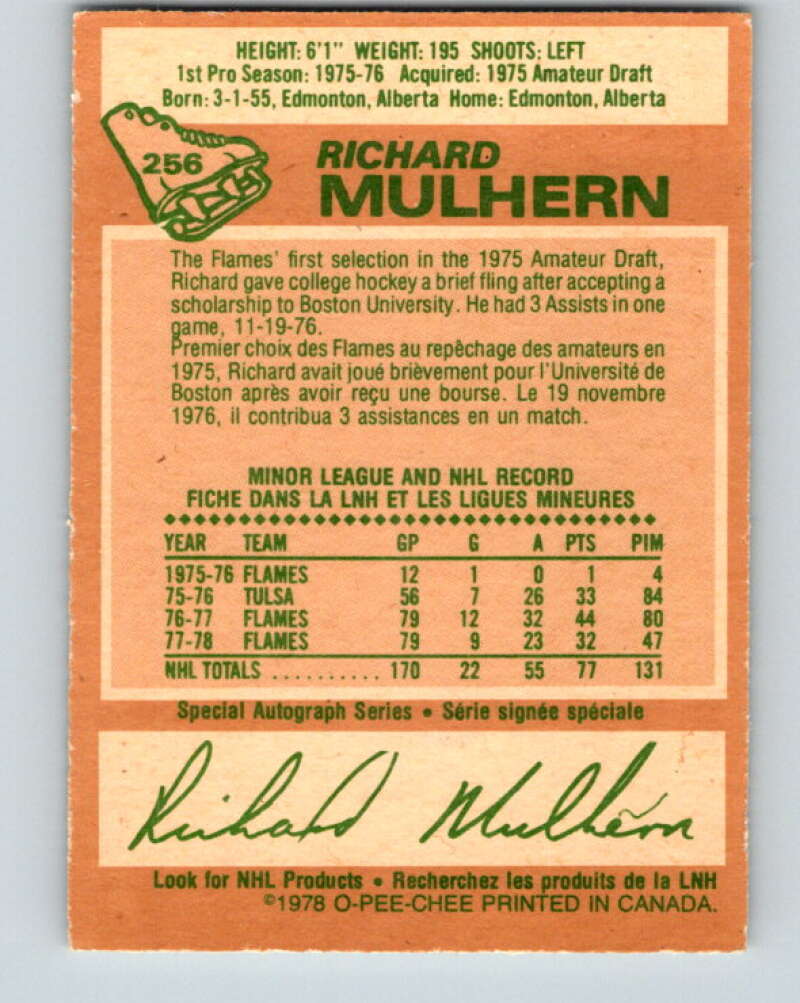 HEIGHT: 6'1" WEIGHT: 195 SHOOTS: LEFT
1st Pro Season: 1975-76 Acquired: 1975 Amateur Draft
Born: 3-1-55, Edmonton, Alberta Home: Edmonton, Alberta
256
RICHARD
MULHERN
The Flames' first selection in the 1975 Amateur Draft,
Richard gave college hockey a brief fling after accepting a
scholarship to Boston University. He had 3 Assists in one
game, 11-19-76.
Premier choix des Flames au repêchage des amateurs en
1975, Richard avait joué brièvement pour l'Université de
Boston après avoir reçu une bourse. Le 19 novembre
1976, il contribua 3 assistances en un match.
MINOR LEAGUE AND NHL RECORD
FICHE DANS LA LNH ET LES LIGUES MINEURES
YEAR TEAM GP G A PTS PIM
1975-76 FLAMES 12 1 0 1 4
75-76 TULSA 56 7 26 33 84
76-77 FLAMES 79 12 32 44 80
77-78 FLAMES 79 9 23 32 47
NHL TOTALS .......... 170 22 55 77 131
Special Autograph Series • Série signée spéciale
Richard Mulhern
Look for NHL Products • Recherchez les produits de la LNH
©1978 O-PEE-CHEE PRINTED IN CANADA.